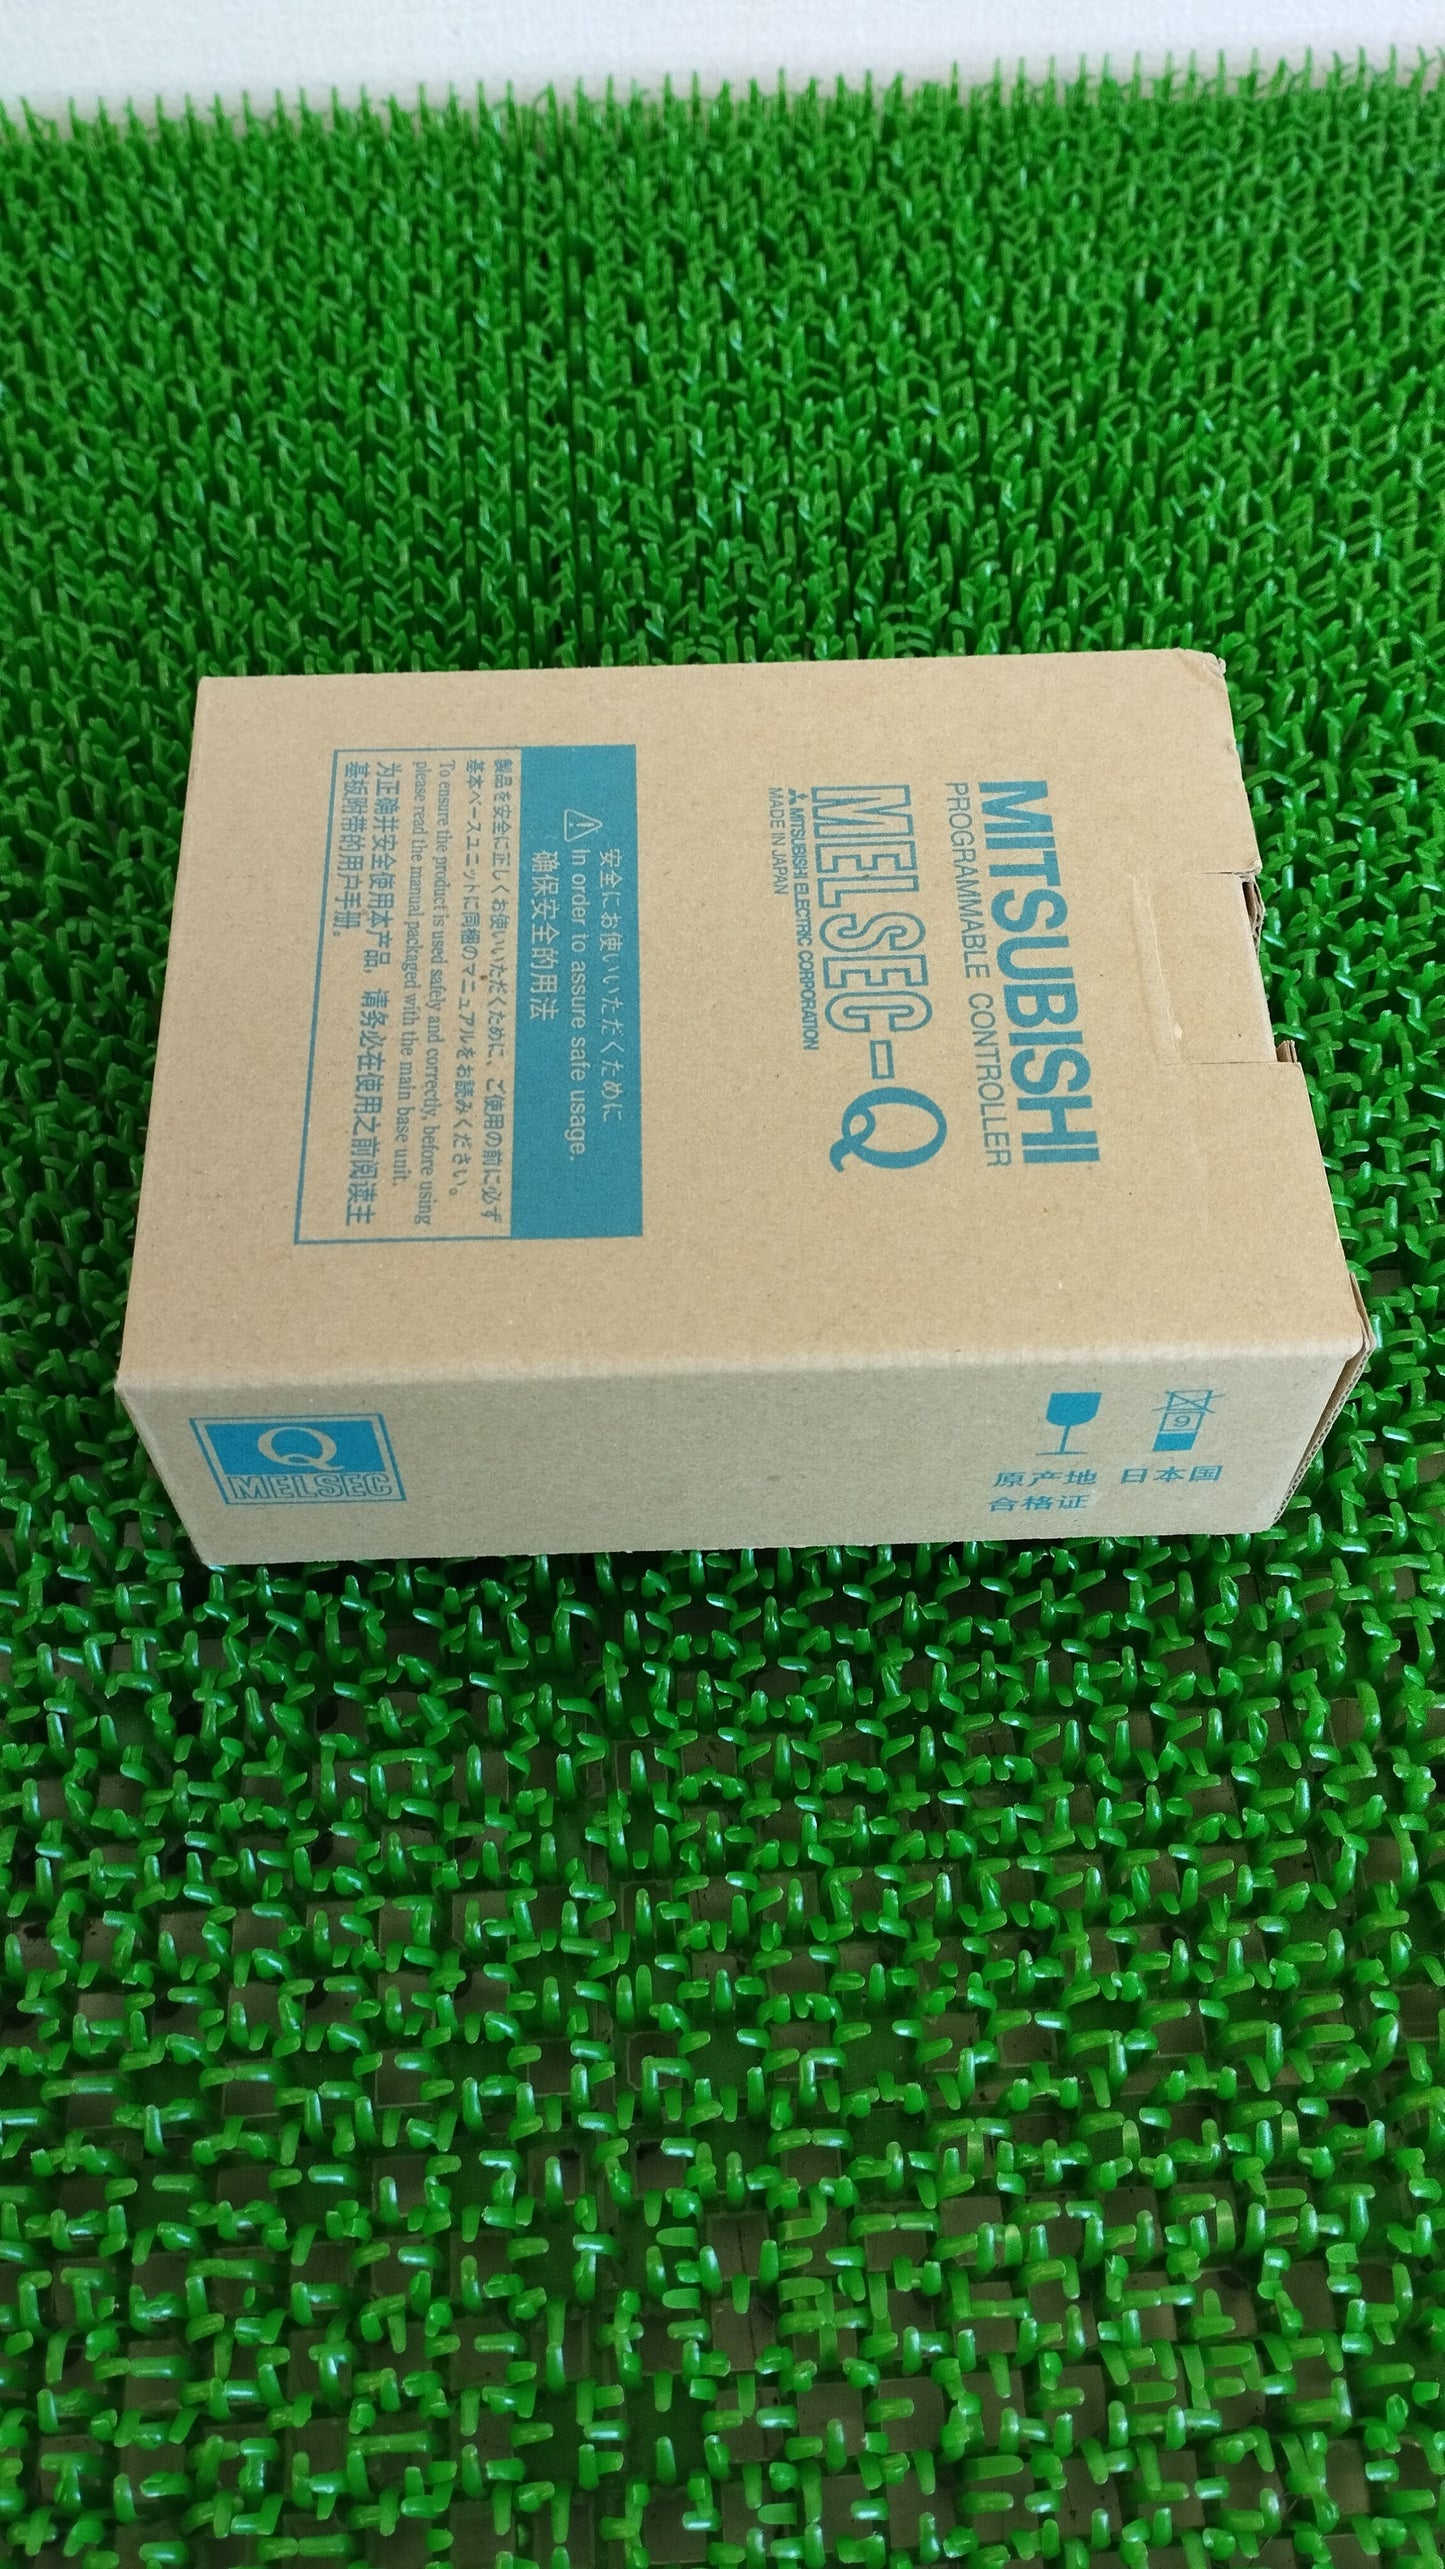 MITSUBISHI
PROGRAMMABLE CONTROLLER
MELSEC-Q
MITSUBISHI ELECTRIC CORPORATION
MADE IN JAPAN
安全にお使いいただくために
In order to assure safe usage.
确保安全的用法
製品を安全に正しくお使いいただくために、ご使用の前に必ず
基本ベースユニットに同梱のマニュアルをお読みください。
To ensure the product is used safely and correctly, before using
please read the manual packaged with the main base unit.
为正确并安全使用本产品，请务必在使用之前阅读主
基板附带的用户手册。
Q
MELSEC
9
原产地 日本国
合格证